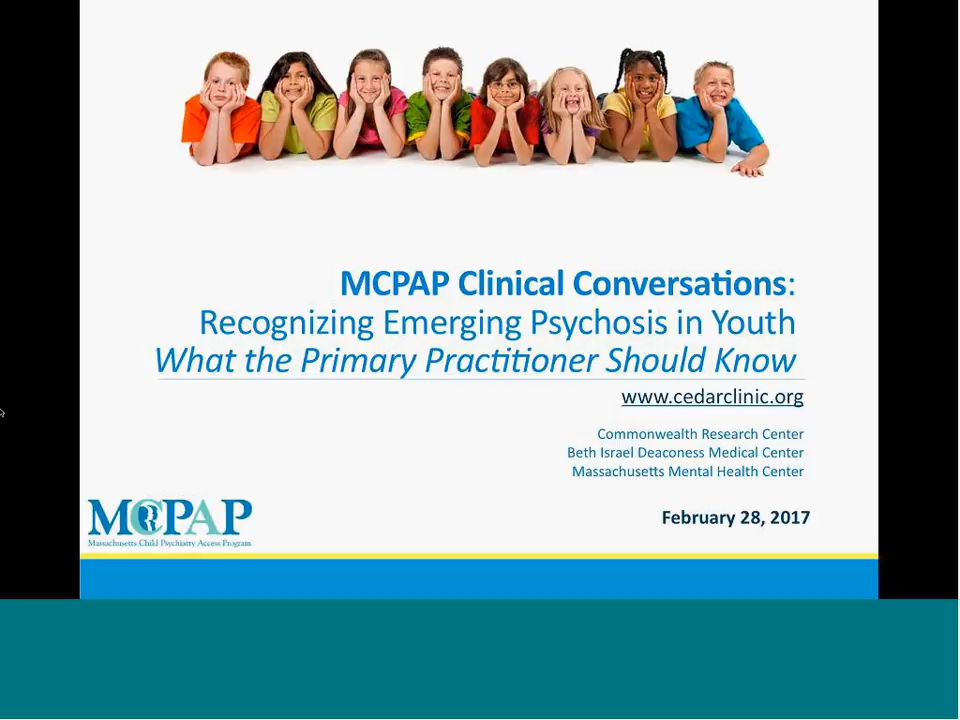 MCPAP Clinical Conversations:
Recognizing Emerging Psychosis in Youth
What the Primary Practitioner Should Know
www.cedarclinic.org
Commonwealth Research Center
Beth Israel Deaconess Medical Center
Massachusetts Mental Health Center
February 28, 2017
MCPAP
Massachusetts Child Psychiatry Access Program